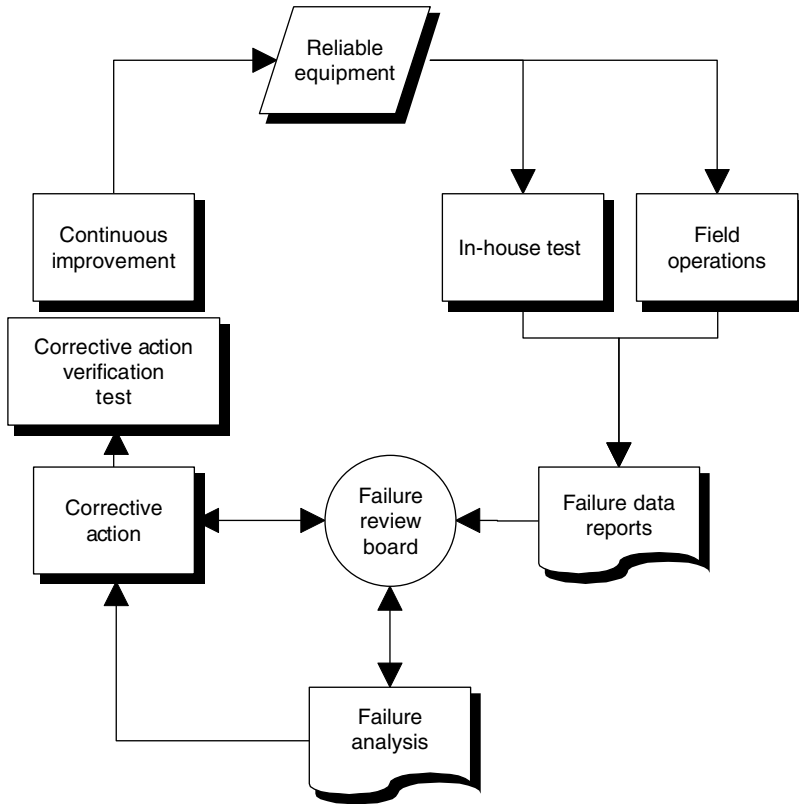 Reliable
equipment
Continuous
improvement
In-house test
Field
operations
Corrective action
verification
test
Corrective
action
Failure
review
board
Failure data
reports
Failure
analysis